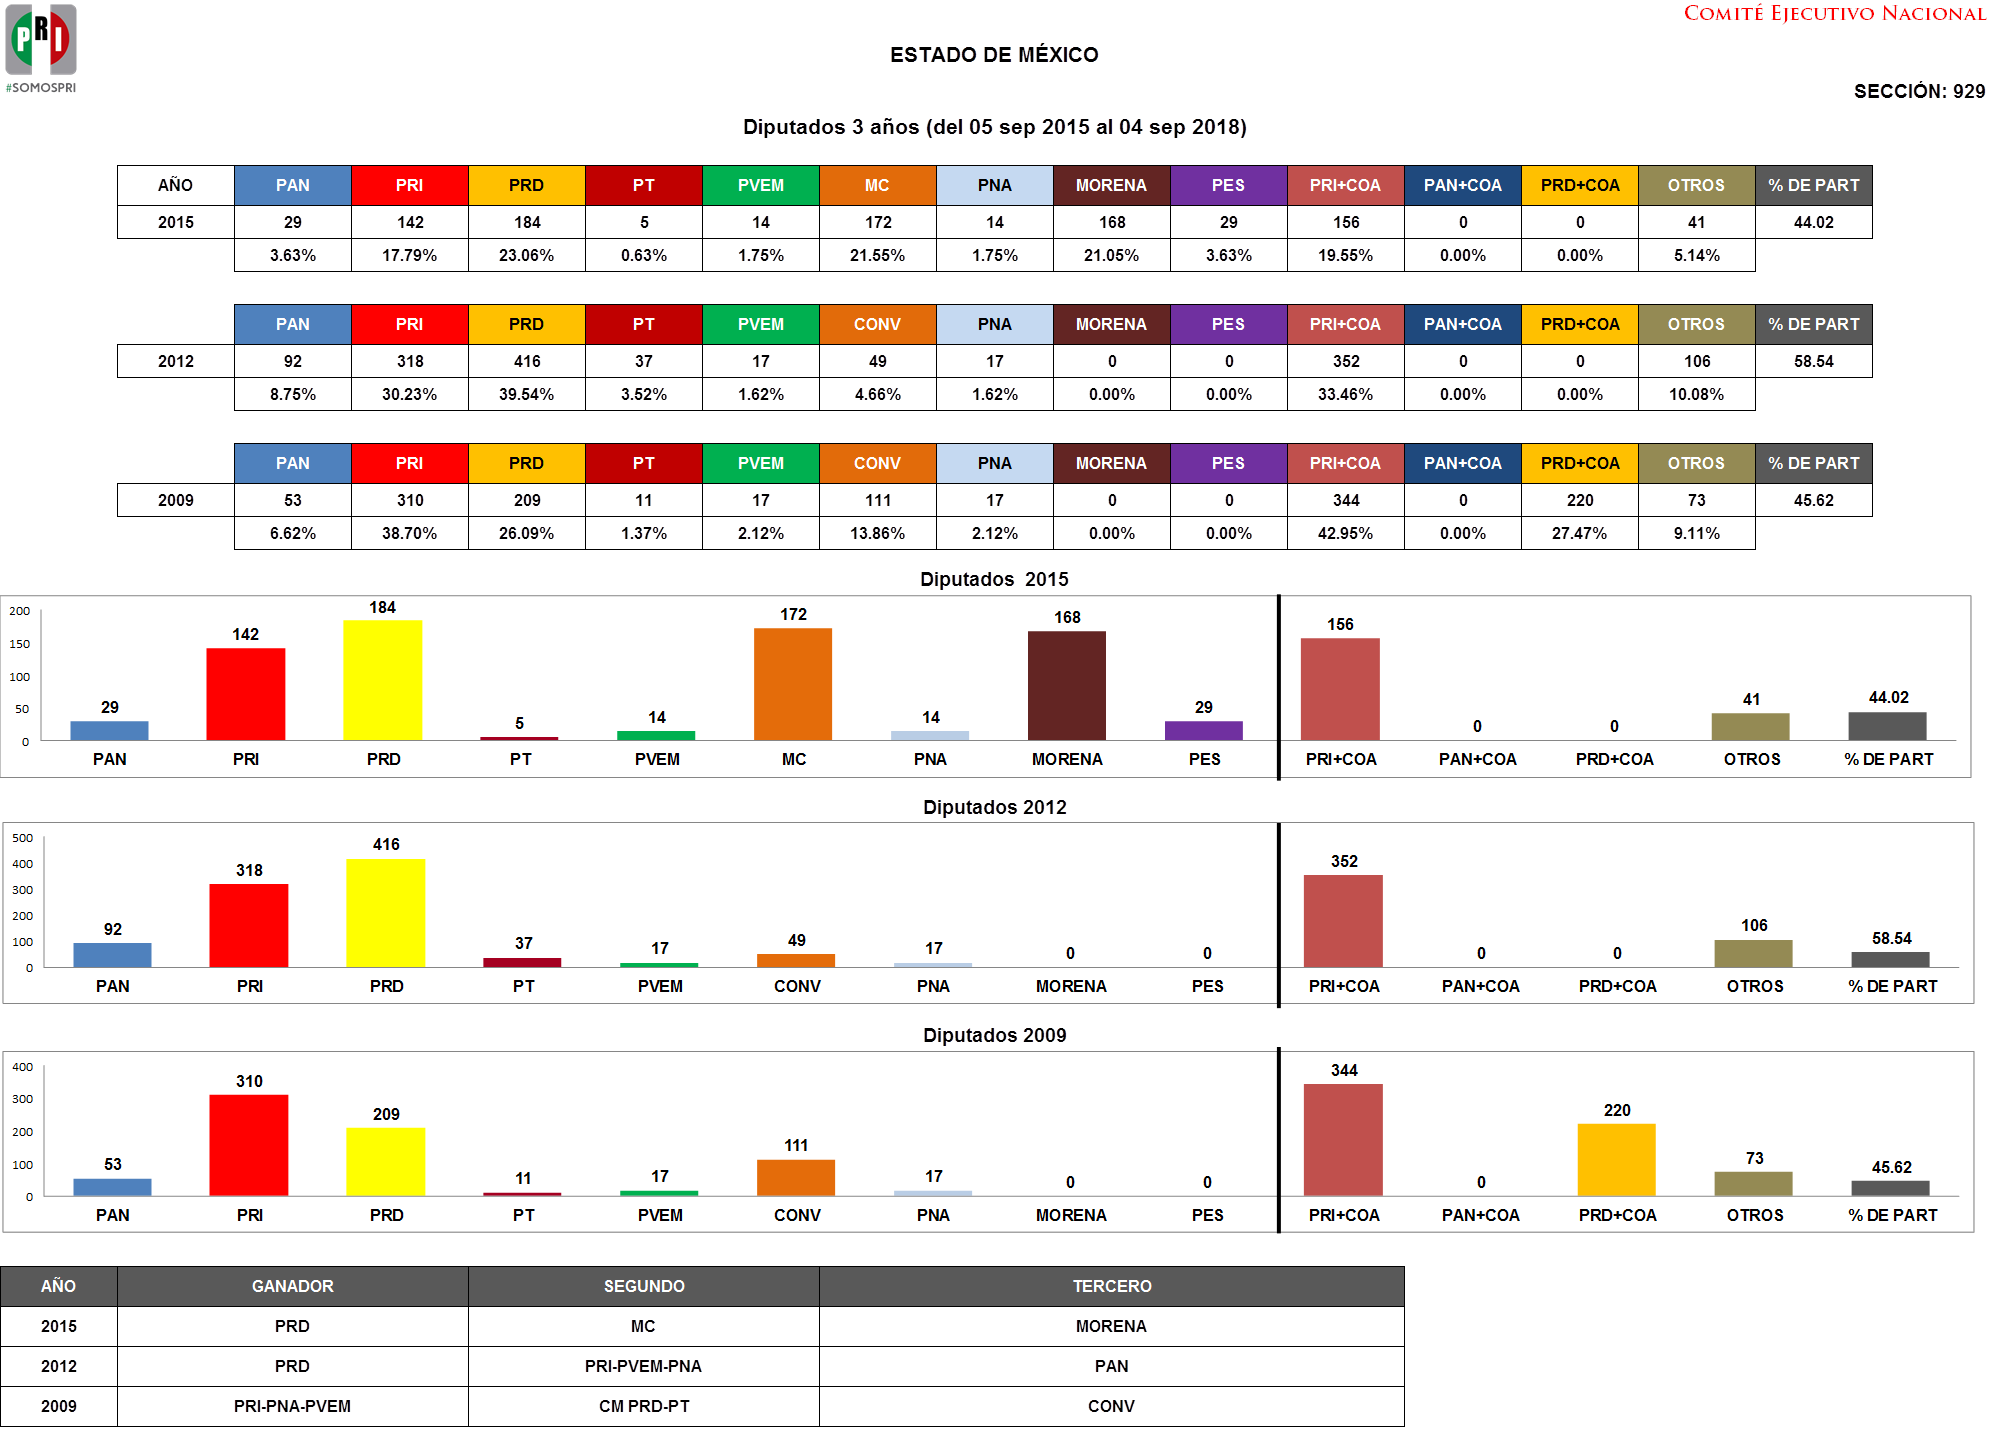 PRI
#SOMOSPRI
COMITÉ EJECUTIVO NACIONAL
ESTADO DE MÉXICO
SECCIÓN: 929
Diputados 3 años (del 05 sep 2015 al 04 sep 2018)
AÑO PAN PRI PRD PT PVEM MC PNA MORENA PES PRI+COA PAN+COA PRD+COA OTROS % DE PART
2015 29 142 184 5 14 172 14 168 29 156 0 0 41 44.02
3.63% 17.79% 23.06% 0.63% 1.75% 21.55% 1.75% 21.05% 3.63% 19.55% 0.00% 0.00% 5.14%
PAN PRI PRD PT PVEM CONV PNA MORENA PES PRI+COA PAN+COA PRD+COA OTROS % DE PART
2012 92 318 416 37 17 49 17 0 0 352 0 0 106 58.54
8.75% 30.23% 39.54% 3.52% 1.62% 4.66% 1.62% 0.00% 0.00% 33.46% 0.00% 0.00% 10.08%
PAN PRI PRD PT PVEM CONV PNA MORENA PES PRI+COA PAN+COA PRD+COA OTROS % DE PART
2009 53 310 209 11 17 111 17 0 0 344 0 220 73 45.62
6.62% 38.70% 26.09% 1.37% 2.12% 13.86% 2.12% 0.00% 0.00% 42.95% 0.00% 27.47% 9.11%
Diputados 2015
200
150
100
50
0
29 142 184 5 14 172 14 168 29 156 0 0 41 44.02
PAN PRI PRD PT PVEM MC PNA MORENA PES PRI+COA PAN+COA PRD+COA OTROS % DE PART
Diputados 2012
500
400
300
200
100
0
92 318 416 37 17 49 17 0 0 352 0 0 106 58.54
PAN PRI PRD PT PVEM CONV PNA MORENA PES PRI+COA PAN+COA PRD+COA OTROS % DE PART
Diputados 2009
400
300
200
100
0
53 310 209 11 17 111 17 0 0 344 0 220 73 45.62
PAN PRI PRD PT PVEM CONV PNA MORENA PES PRI+COA PAN+COA PRD+COA OTROS % DE PART
AÑO GANADOR SEGUNDO TERCERO
2015 PRD MC MORENA
2012 PRD PRI-PVEM-PNA PAN
2009 PRI-PNA-PVEM CM PRD-PT CONV